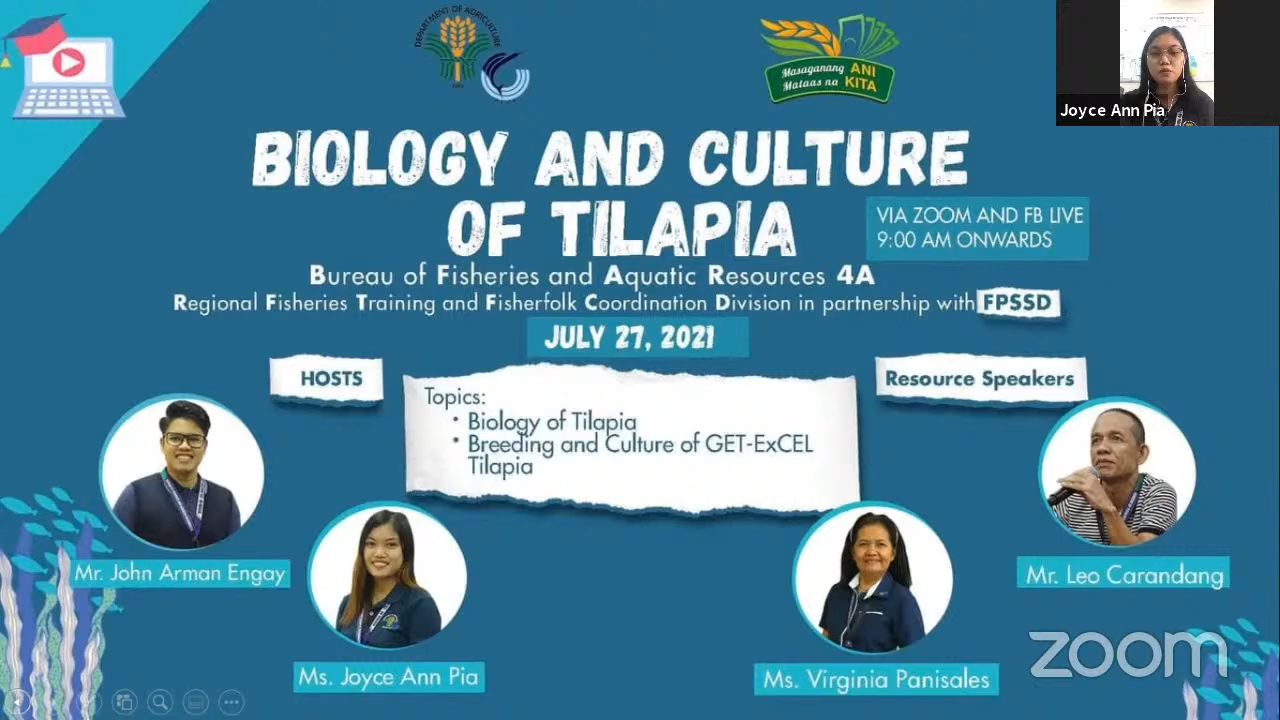 DEPARTMENT OF AGRICULTURE
Masaganang ANI
Mataas na KITA
Joyce Ann Pia
BIOLOGY AND CULTURE
OF TILAPIA
VIA ZOOM AND FB LIVE
9:00 AM ONWARDS
Bureau of Fisheries and Aquatic Resources 4A
Regional Fisheries Training and Fisherfolk Coordination Division in partnership with FPSSD
JULY 27, 2021
HOSTS
Resource Speakers
Topics:
• Biology of Tilapia
• Breeding and Culture of GET-ExCEL
Tilapia
Mr. John Arman Engay
Mr. Leo Carandang
Ms. Joyce Ann Pia
Ms. Virginia Panisales
zoom